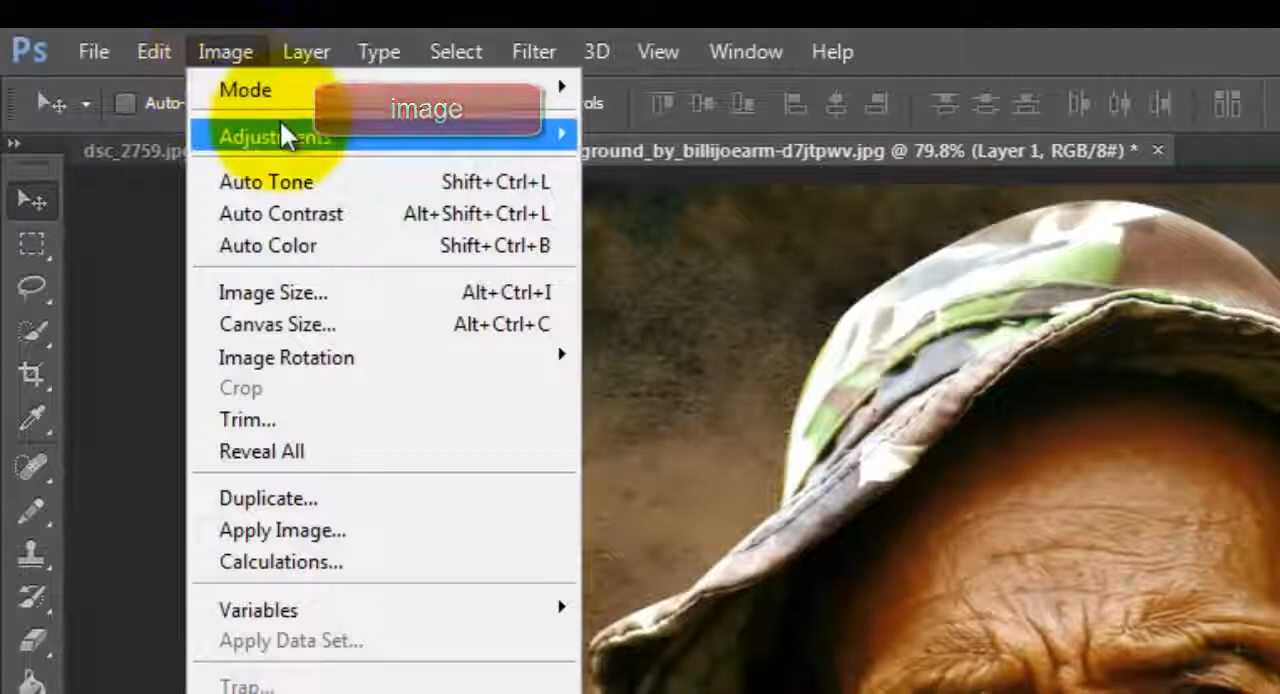 Ps File Edit Image Layer Type Select Filter 3D View Window Help
Mode
image
Auto- ols
Adjustments
dsc_2759.jpe ground_by_billijoearm-d7jtpwv.jpg @ 79.8% (Layer 1, RGB/8#) * ×
Auto Tone Shift+Ctrl+L
Auto Contrast Alt+Shift+Ctrl+L
Auto Color Shift+Ctrl+B
Image Size... Alt+Ctrl+I
Canvas Size... Alt+Ctrl+C
Image Rotation
Crop
Trim...
Reveal All
Duplicate...
Apply Image...
Calculations...
Variables
Apply Data Set...
Trap...